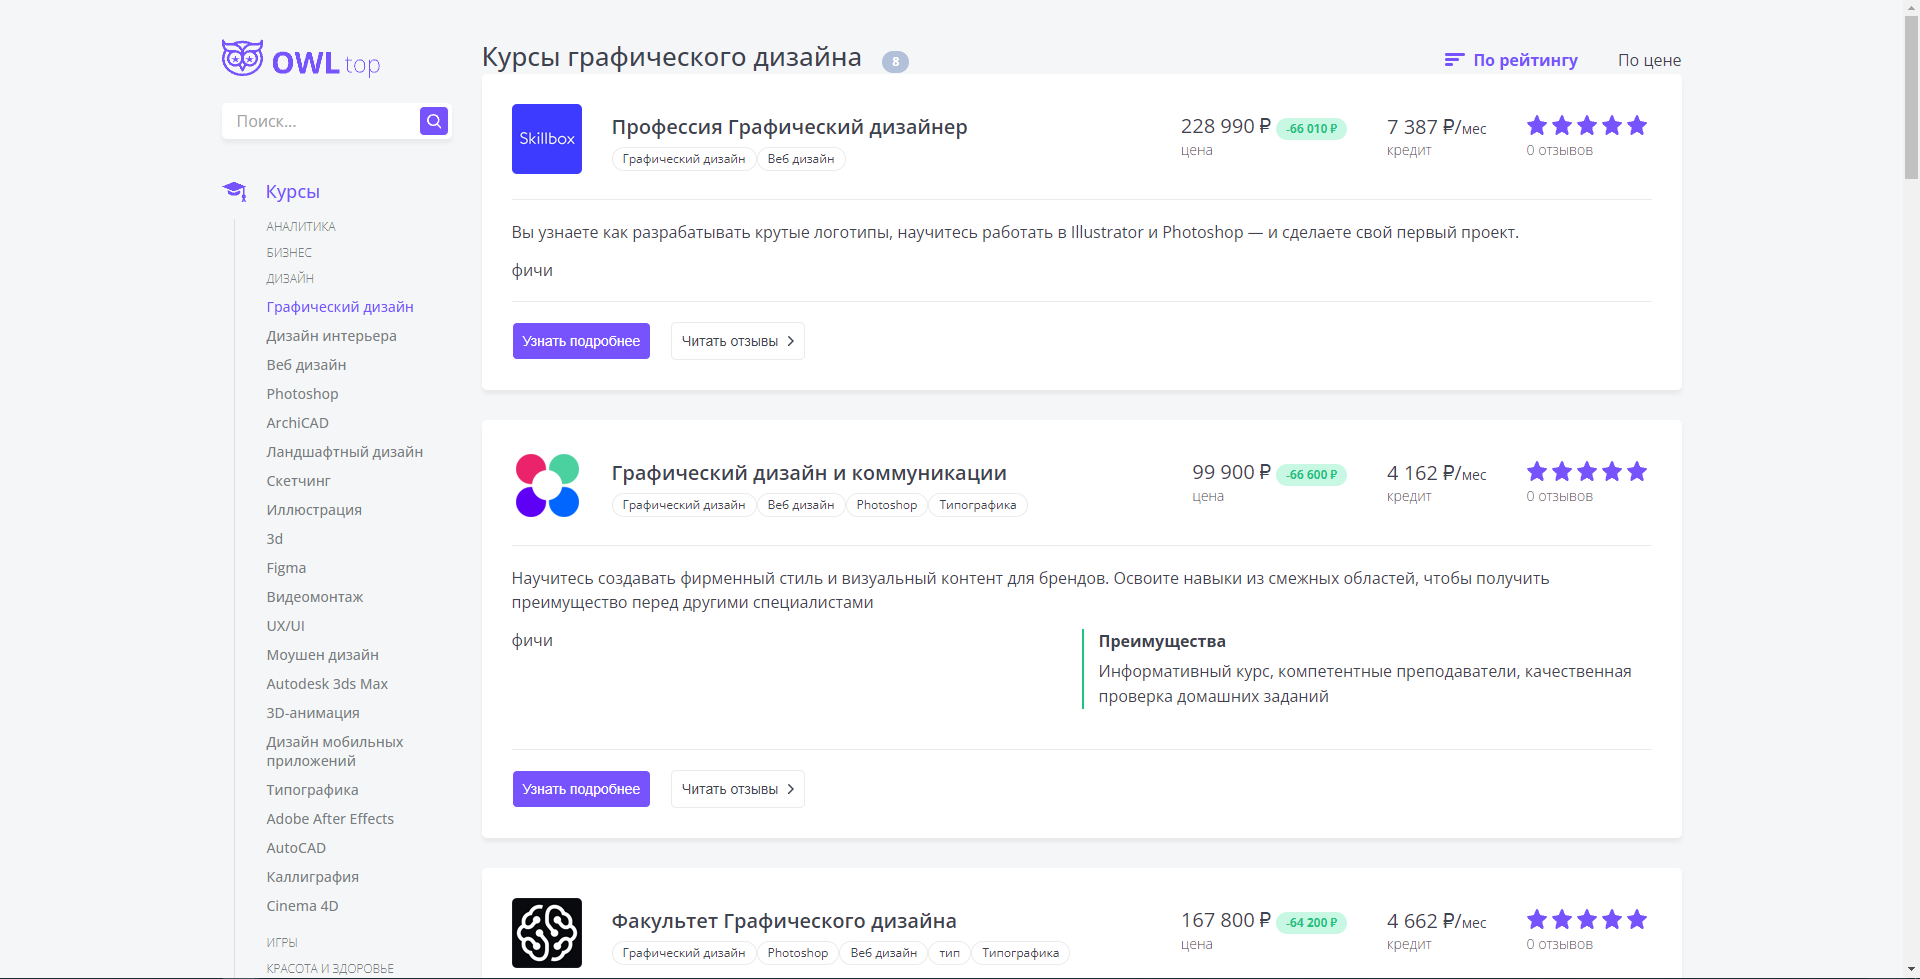 OWL top
Поиск...
Курсы
АНАЛИТИКА
БИЗНЕС
ДИЗАЙН
Графический дизайн
Дизайн интерьера
Веб дизайн
Photoshop
ArchiCAD
Ландшафтный дизайн
Скетчинг
Иллюстрация
3d
Figma
Видеомонтаж
UX/UI
Моушен дизайн
Autodesk 3ds Max
3D-анимация
Дизайн мобильных
приложений
Типографика
Adobe After Effects
AutoCAD
Каллиграфия
Cinema 4D
ИГРЫ
КРАСОТА И ЗДОРОВЬЕ
Курсы графического дизайна 8
По рейтингу По цене
Skillbox
Профессия Графический дизайнер
Графический дизайн Веб дизайн
228 990 ₽ -66 010 ₽
цена
7 387 ₽/мес
кредит
0 отзывов
Вы узнаете как разрабатывать крутые логотипы, научитесь работать в Illustrator и Photoshop — и сделаете свой первый проект.
фичи
Узнать подробнее Читать отзывы
Графический дизайн и коммуникации
Графический дизайн Веб дизайн Photoshop Типографика
99 900 ₽ -66 600 ₽
цена
4 162 ₽/мес
кредит
0 отзывов
Научитесь создавать фирменный стиль и визуальный контент для брендов. Освоите навыки из смежных областей, чтобы получить
преимущество перед другими специалистами
фичи
Преимущества
Информативный курс, компетентные преподаватели, качественная
проверка домашних заданий
Узнать подробнее Читать отзывы
Факультет Графического дизайна
Графический дизайн Photoshop Веб дизайн тип Типографика
167 800 ₽ -64 200 ₽
цена
4 662 ₽/мес
кредит
0 отзывов